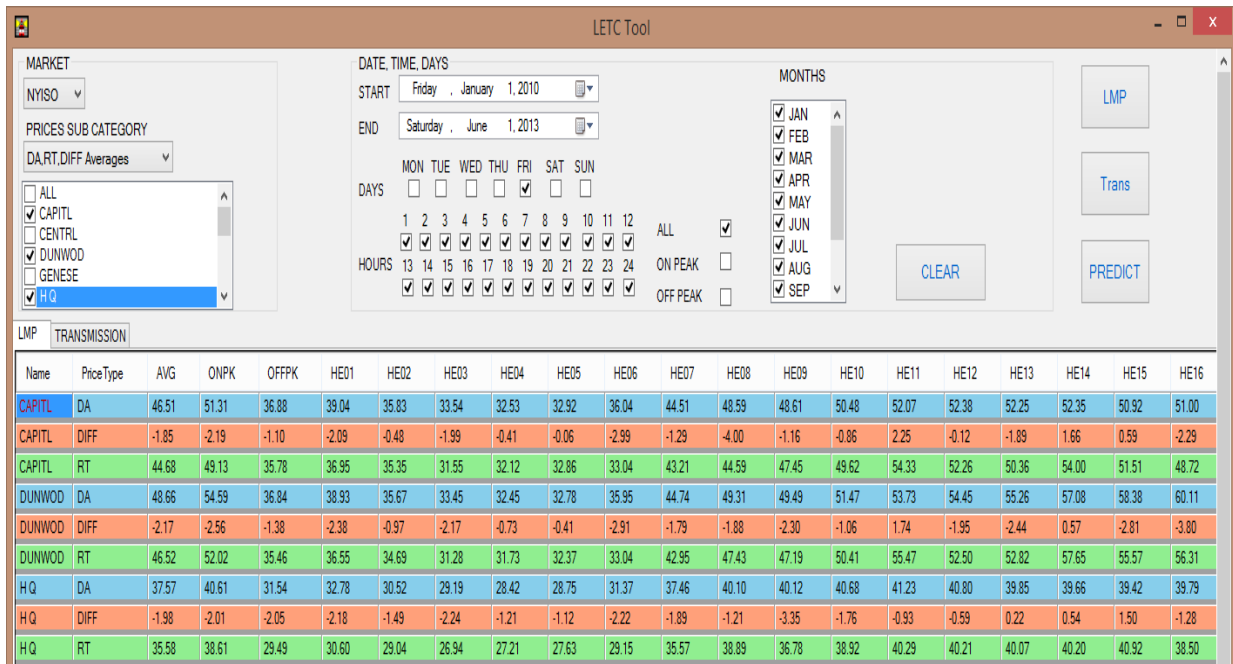 LETC Tool
MARKET
NYISO
PRICES SUB CATEGORY
DA,RT,DIFF Averages
ALL
CAPITL
CENTRL
DUNWOD
GENESE
HQ
DATE, TIME, DAYS
START Friday , January 1, 2010
END Saturday , June 1, 2013
MON TUE WED THU FRI SAT SUN
DAYS
1 2 3 4 5 6 7 8 9 10 11 12
HOURS 13 14 15 16 17 18 19 20 21 22 23 24
ALL
ON PEAK
OFF PEAK
MONTHS
JAN
FEB
MAR
APR
MAY
JUN
JUL
AUG
SEP
CLEAR
LMP
Trans
PREDICT
LMP TRANSMISSION
Name PriceType AVG ONPK OFFPK HE01 HE02 HE03 HE04 HE05 HE06 HE07 HE08 HE09 HE10 HE11 HE12 HE13 HE14 HE15 HE16
CAPITL DA 46.51 51.31 36.88 39.04 35.83 33.54 32.53 32.92 36.04 44.51 48.59 48.61 50.48 52.07 52.38 52.25 52.35 50.92 51.00
CAPITL DIFF -1.85 -2.19 -1.10 -2.09 -0.48 -1.99 -0.41 -0.06 -2.99 -1.29 -4.00 -1.16 -0.86 2.25 -0.12 -1.89 1.66 0.59 -2.29
CAPITL RT 44.68 49.13 35.78 36.95 35.35 31.55 32.12 32.86 33.04 43.21 44.59 47.45 49.62 54.33 52.26 50.36 54.00 51.51 48.72
DUNWOD DA 48.66 54.59 36.84 38.93 35.67 33.45 32.45 32.78 35.95 44.74 49.31 49.49 51.47 53.73 54.45 55.26 57.08 58.38 60.11
DUNWOD DIFF -2.17 -2.56 -1.38 -2.38 -0.97 -2.17 -0.73 -0.41 -2.91 -1.79 -1.88 -2.30 -1.06 1.74 -1.95 -2.44 0.57 -2.81 -3.80
DUNWOD RT 46.52 52.02 35.46 36.55 34.69 31.28 31.73 32.37 33.04 42.95 47.43 47.19 50.41 55.47 52.50 52.82 57.65 55.57 56.31
HQ DA 37.57 40.61 31.54 32.78 30.52 29.19 28.42 28.75 31.37 37.46 40.10 40.12 40.68 41.23 40.80 39.85 39.66 39.42 39.79
HQ DIFF -1.98 -2.01 -2.05 -2.18 -1.49 -2.24 -1.21 -1.12 -2.22 -1.89 -1.21 -3.35 -1.76 -0.93 -0.59 0.22 0.54 1.50 -1.28
HQ RT 35.58 38.61 29.49 30.60 29.04 26.94 27.21 27.63 29.15 35.57 38.89 36.78 38.92 40.29 40.21 40.07 40.20 40.92 38.50